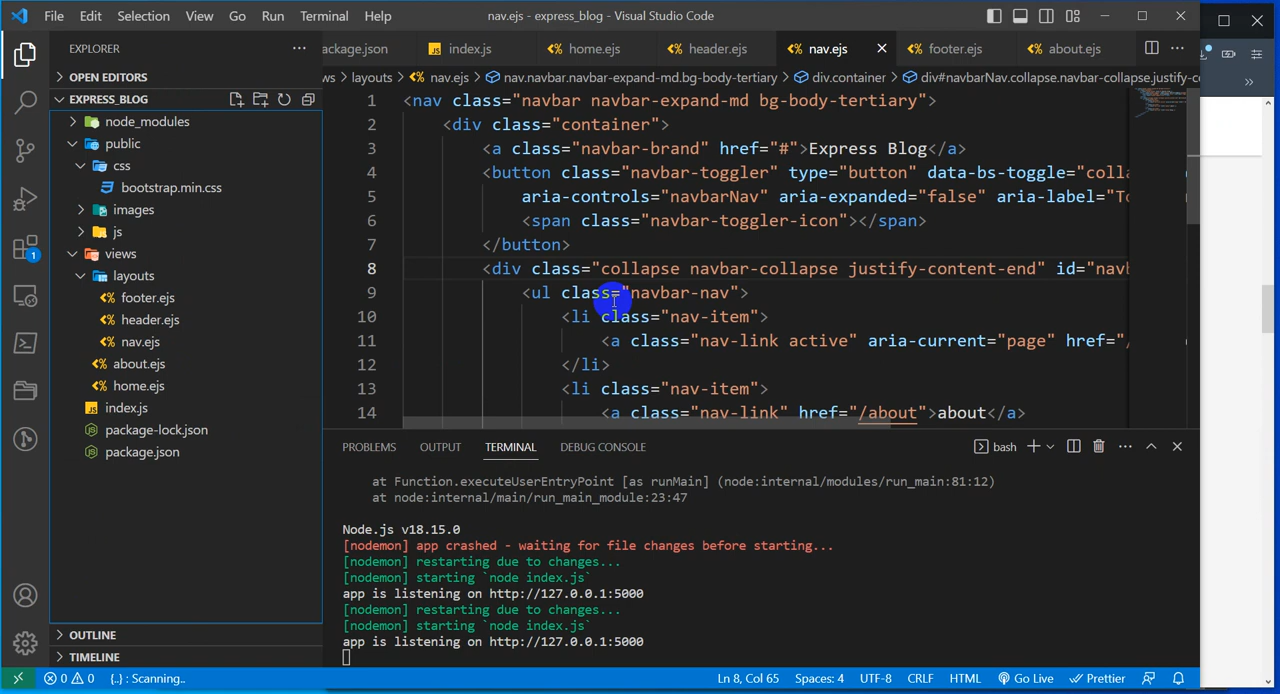 File Edit Selection View Go Run Terminal Help nav.ejs - express_blog - Visual Studio Code
EXPLORER
OPEN EDITORS
EXPRESS_BLOG
node_modules
public
css
bootstrap.min.css
images
js
views
layouts
footer.ejs
header.ejs
nav.ejs
about.ejs
home.ejs
index.js
package-lock.json
package.json
OUTLINE
TIMELINE
1
ackage.json index.js home.ejs header.ejs nav.ejs footer.ejs about.ejs
ws > layouts > nav.ejs > nav.navbar.navbar-expand-md.bg-body-tertiary > div.container > div#navbarNav.collapse.navbar-collapse.justify-c
1 <nav class="navbar navbar-expand-md bg-body-tertiary">
2 <div class="container">
3 <a class="navbar-brand" href="#">Express Blog</a>
4 <button class="navbar-toggler" type="button" data-bs-toggle="colla
5 aria-controls="navbarNav" aria-expanded="false" aria-label="To
6 <span class="navbar-toggler-icon"></span>
7 </button>
8 <div class="collapse navbar-collapse justify-content-end" id="navb
9 <ul class="navbar-nav">
10 <li class="nav-item">
11 <a class="nav-link active" aria-current="page" href="/
12 </li>
13 <li class="nav-item">
14 <a class="nav-link" href="/about">about</a>
PROBLEMS OUTPUT TERMINAL DEBUG CONSOLE bash
at Function.executeUserEntryPoint [as runMain] (node:internal/modules/run_main:81:12)
at node:internal/main/run_main_module:23:47
Node.js v18.15.0
[nodemon] app crashed - waiting for file changes before starting...
[nodemon] restarting due to changes...
[nodemon] starting `node index.js`
app is listening on http://127.0.0.1:5000
[nodemon] restarting due to changes...
[nodemon] starting `node index.js`
app is listening on http://127.0.0.1:5000
0 0 {..} : Scanning.. Ln 8, Col 65 Spaces: 4 UTF-8 CRLF HTML Go Live Prettier